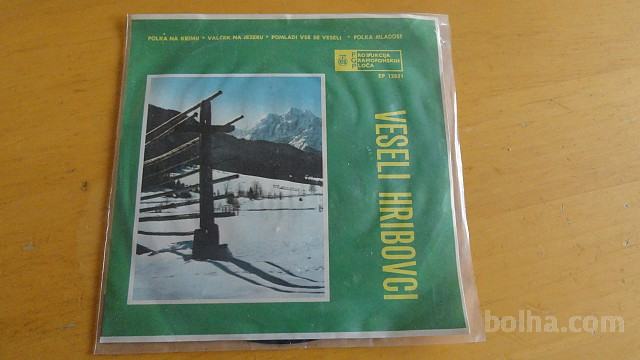 POLKA NA KRIMU * VALČEK NA JEZERU * POMLADI VSE SE VESELI * POLKA MLADOSTI
PRODUKCIJA
GRAMOFONSKIH
PLOČA
EP 12021
VESELI HRIBOVCI
bolha.com